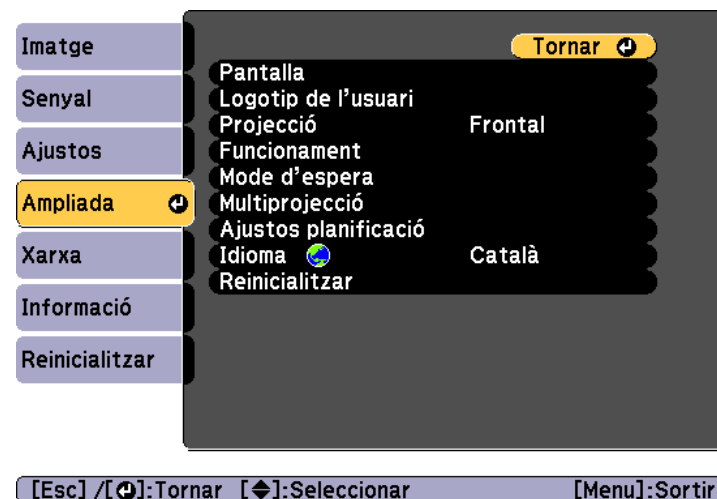 Imatge
Senyal
Ajustos
Ampliada
Xarxa
Informació
Reinicialitzar
Tornar
Pantalla
Logotip de l'usuari
Projecció Frontal
Funcionament
Mode d'espera
Multiprojecció
Ajustos planificació
Idioma Català
Reinicialitzar
[Esc] /[ ]:Tornar [ ]:Seleccionar [Menu]:Sortir